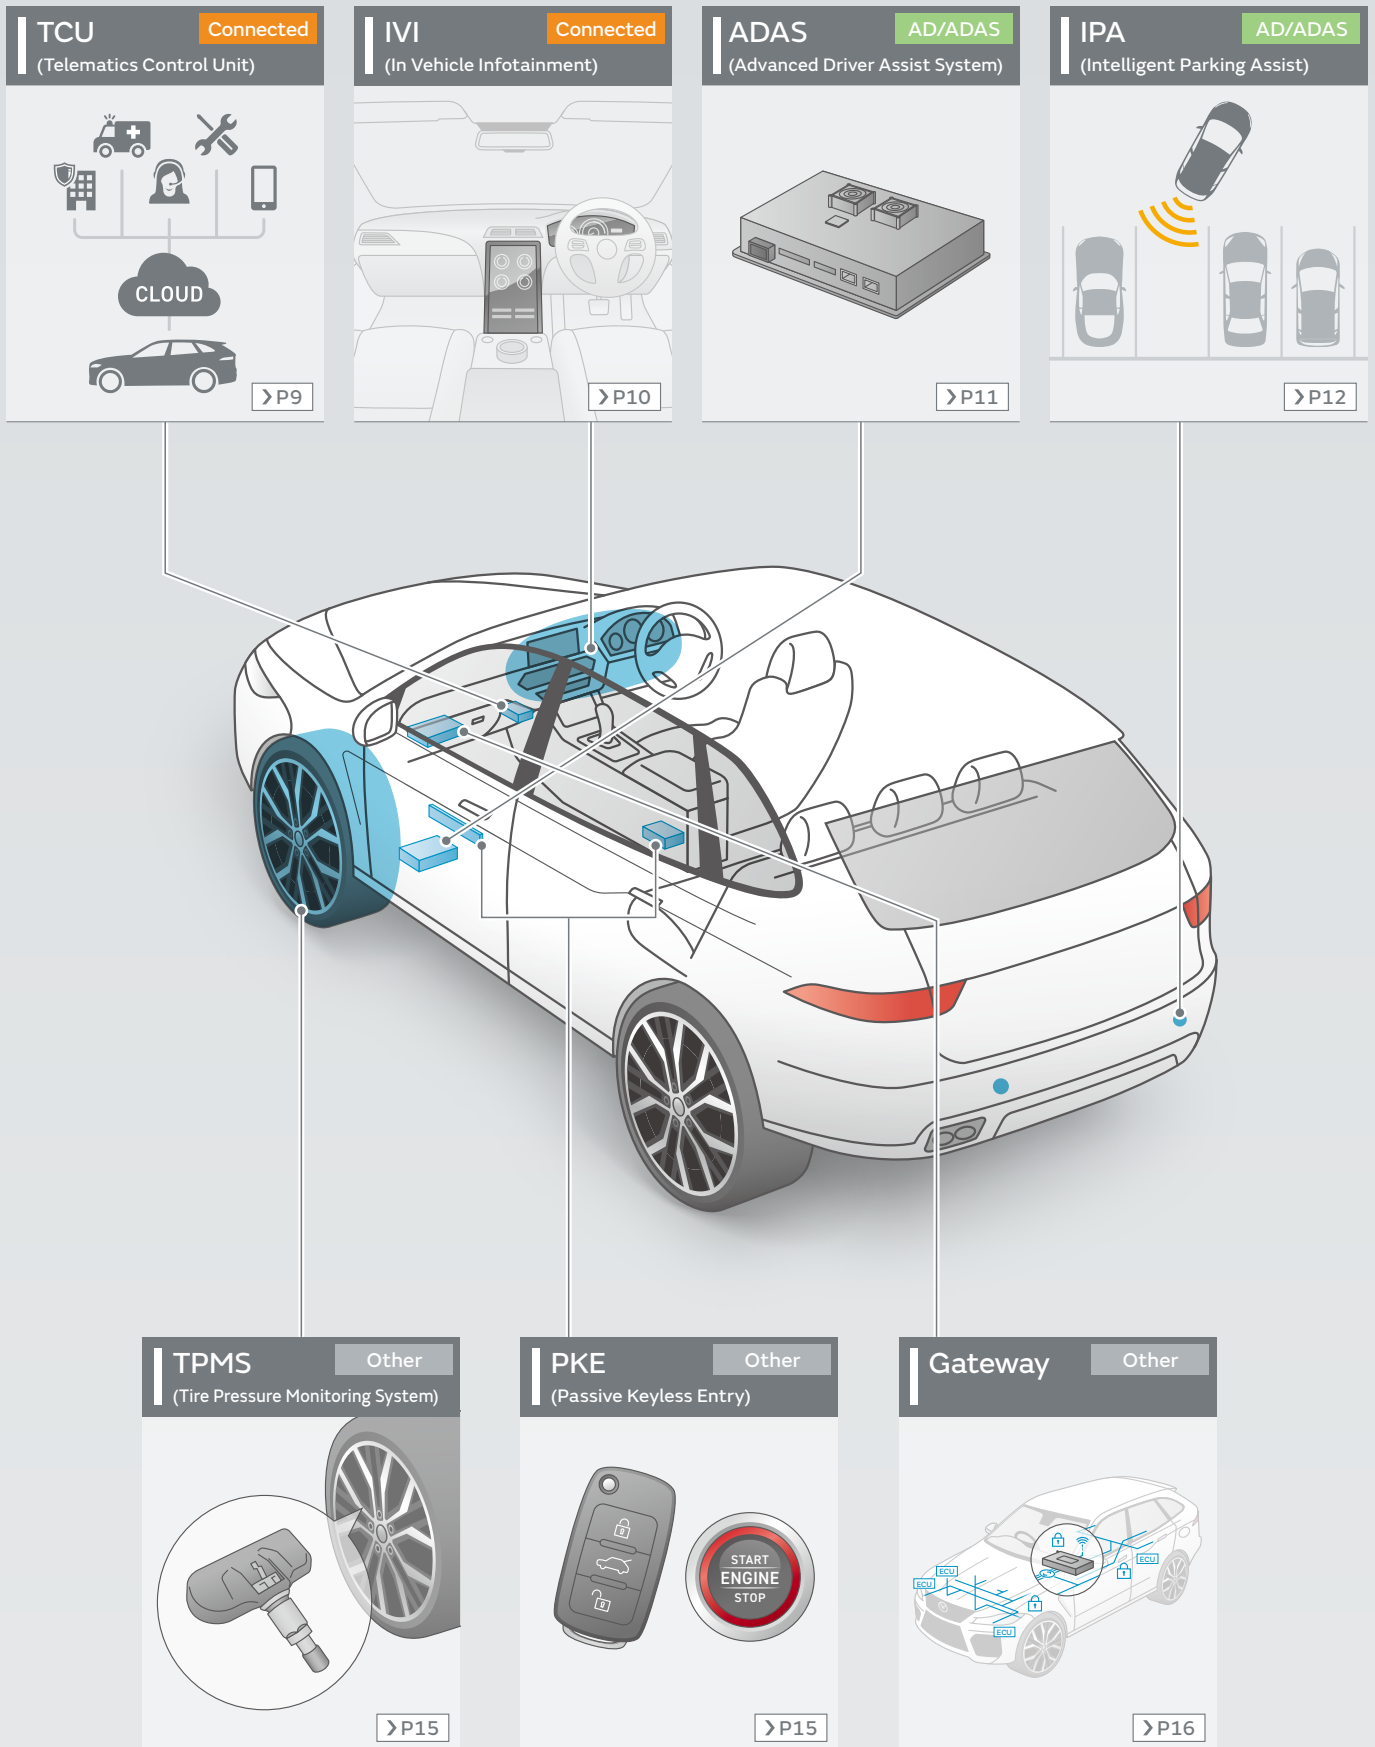 TCU
Connected
(Telematics Control Unit)
CLOUD
❯P9
IVI
Connected
(In Vehicle Infotainment)
❯P10
ADAS
AD/ADAS
(Advanced Driver Assist System)
❯P11
IPA
AD/ADAS
(Intelligent Parking Assist)
❯P12
TPMS
Other
(Tire Pressure Monitoring System)
❯P15
PKE
Other
(Passive Keyless Entry)
START
ENGINE
STOP
❯P15
Gateway
Other
ECU
ECU
ECU
ECU
❯P16